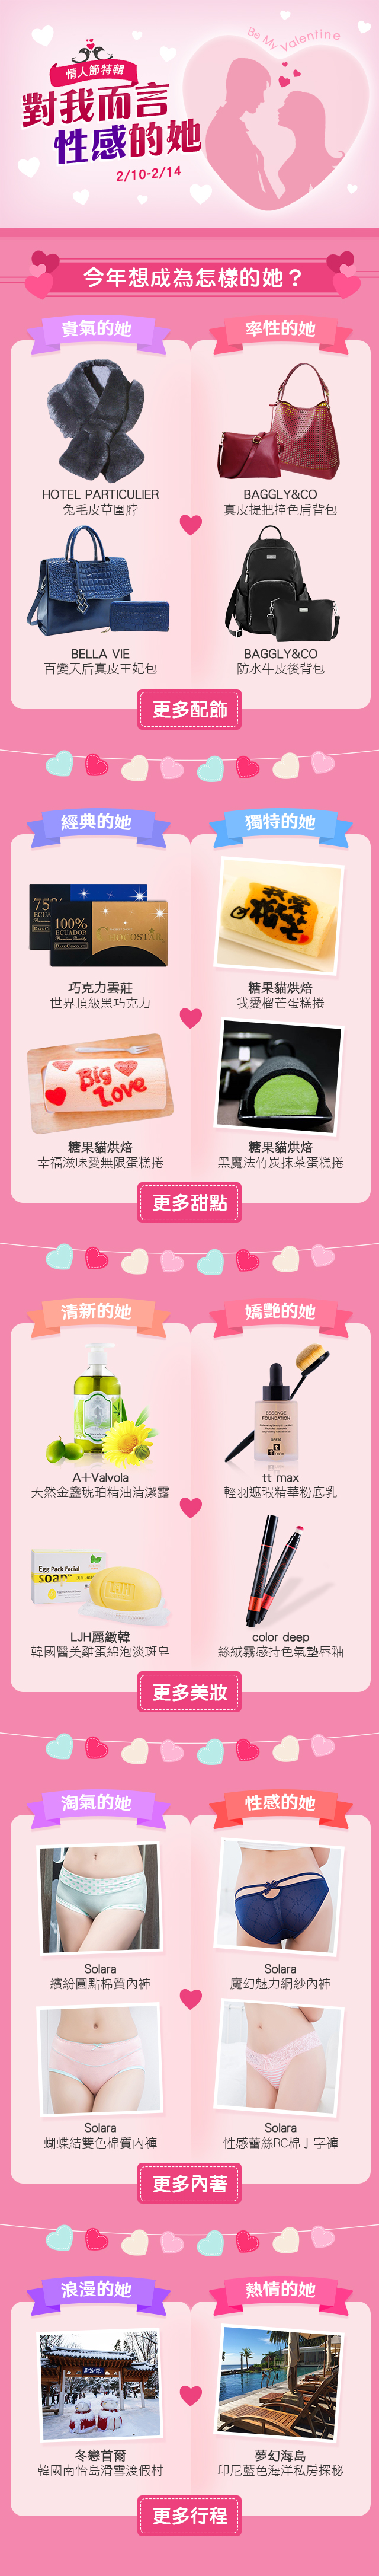 Be My Valentine
情人節特輯
對我而言
性感的她
2/10-2/14
今年想成為怎樣的她？
貴氣的她
率性的她
HOTEL PARTICULIER
兔毛皮草圍脖
BAGGLY&CO
真皮提把撞色肩背包
BELLA VIE
百變天后真皮王妃包
BAGGLY&CO
防水牛皮後背包
更多配飾
經典的她
獨特的她
75%
ECUA
100%
ECUADOR
Premium Quality
DARK CHOCOLATE
CHOCOSTAR
巧克力雲莊
世界頂級黑巧克力
糖果貓烘焙
我愛榴芒蛋糕捲
Big
Love
糖果貓烘焙
幸福滋味愛無限蛋糕捲
糖果貓烘焙
黑魔法竹炭抹茶蛋糕捲
更多甜點
清新的她
嬌艷的她
A+Valvola
天然金盞琥珀精油清潔露
ESSENCE
FOUNDATION
tt max
輕羽遮瑕精華粉底乳
Egg Pack Facial
soap
LJH
LJH麗緻韓
韓國醫美雞蛋綿泡淡斑皂
color deep
絲絨霧感持色氣墊唇釉
更多美妝
淘氣的她
性感的她
Solara
繽紛圓點棉質內褲
Solara
魔幻魅力網紗內褲
Solara
蝴蝶結雙色棉質內褲
Solara
性感蕾絲RC棉丁字褲
更多內著
浪漫的她
熱情的她
冬戀首爾
韓國南怡島滑雪渡假村
夢幻海島
印尼藍色海洋私房探秘
更多行程